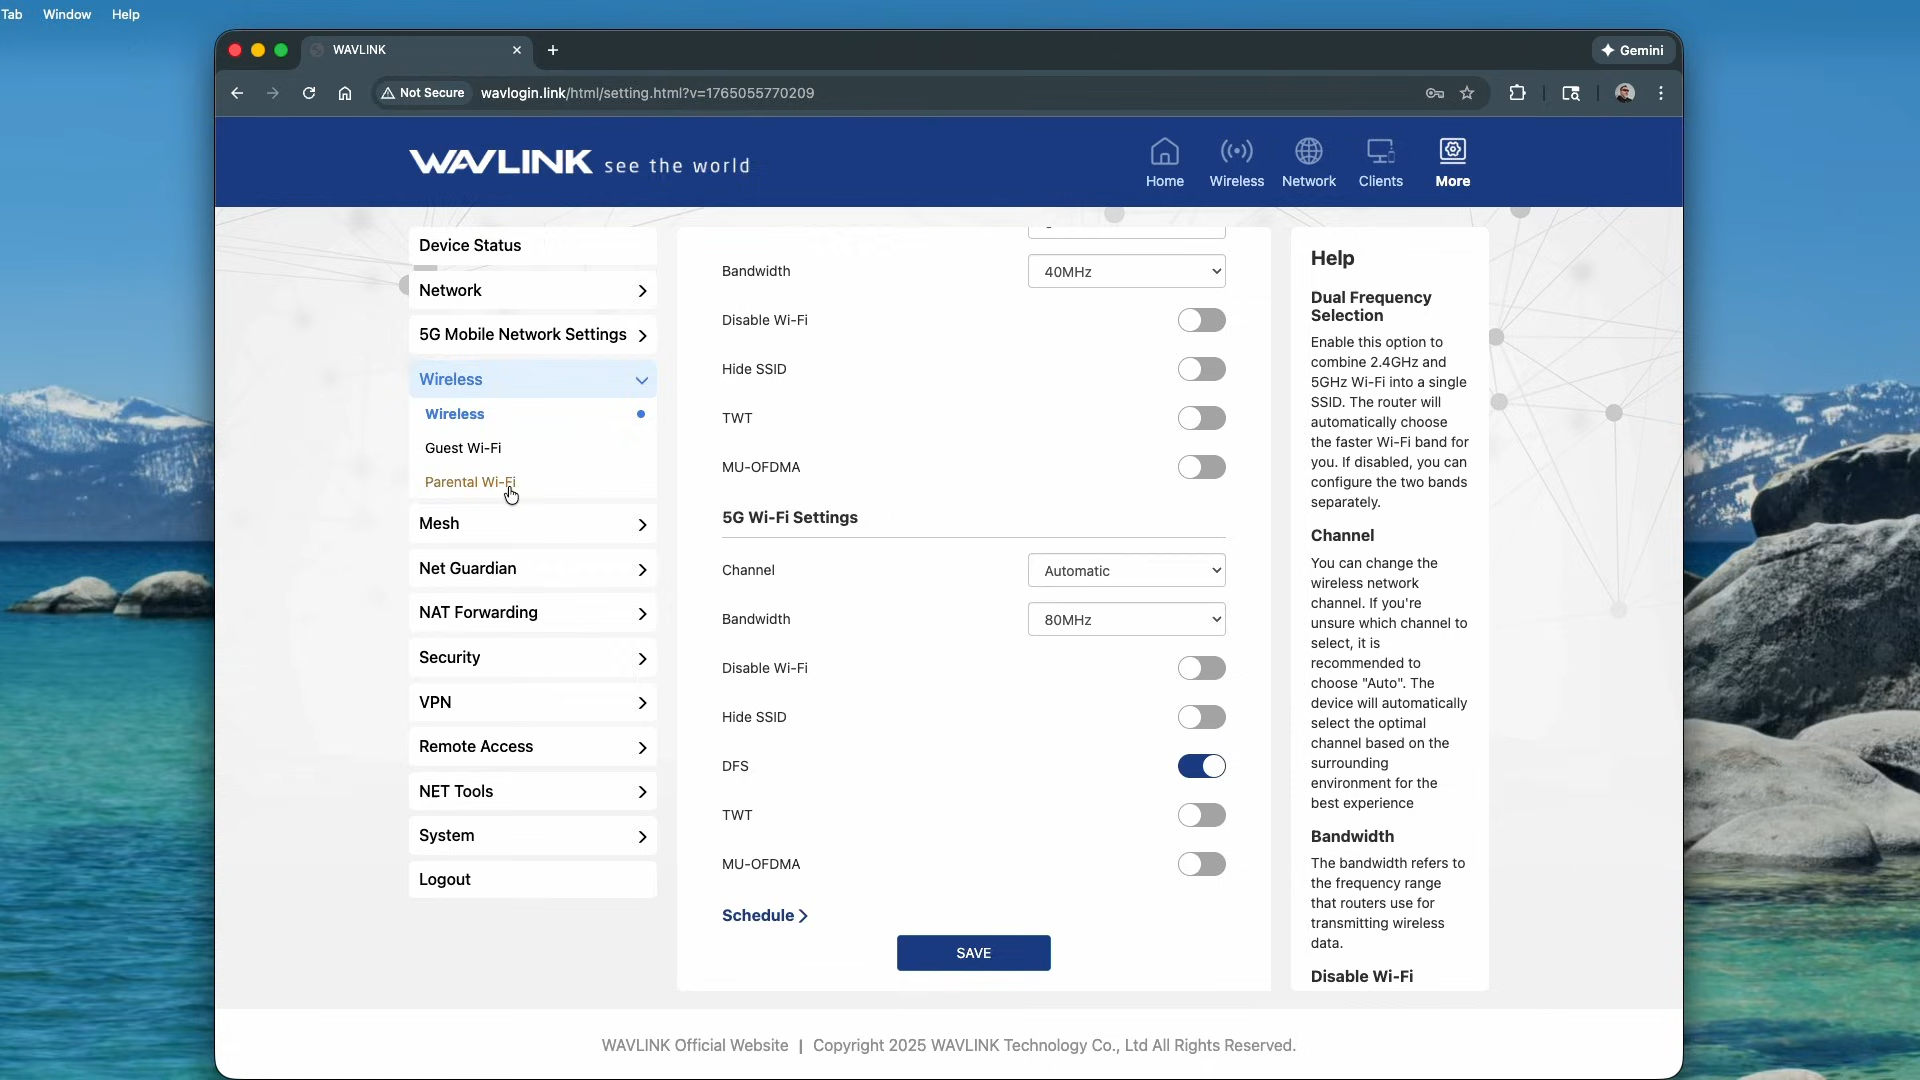 Tab Window Help
WAVLINK
Gemini
Not Secure wavlogin.link/html/setting.html?v=1765055770209
WAVLINK see the world
Home Wireless Network Clients More
Device Status
Network
5G Mobile Network Settings
Wireless
Wireless
Guest Wi-Fi
Parental Wi-Fi
Mesh
Net Guardian
NAT Forwarding
Security
VPN
Remote Access
NET Tools
System
Logout
Bandwidth 40MHz
Disable Wi-Fi
Hide SSID
TWT
MU-OFDMA
5G Wi-Fi Settings
Channel Automatic
Bandwidth 80MHz
Disable Wi-Fi
Hide SSID
DFS
TWT
MU-OFDMA
Schedule
SAVE
Help
Dual Frequency
Selection
Enable this option to
combine 2.4GHz and
5GHz Wi-Fi into a single
SSID. The router will
automatically choose
the faster Wi-Fi band for
you. If disabled, you can
configure the two bands
separately.
Channel
You can change the
wireless network
channel. If you're
unsure which channel to
select, it is
recommended to
choose "Auto". The
device will automatically
select the optimal
channel based on the
surrounding
environment for the
best experience
Bandwidth
The bandwidth refers to
the frequency range
that routers use for
transmitting wireless
data.
Disable Wi-Fi
WAVLINK Official Website | Copyright 2025 WAVLINK Technology Co., Ltd All Rights Reserved.